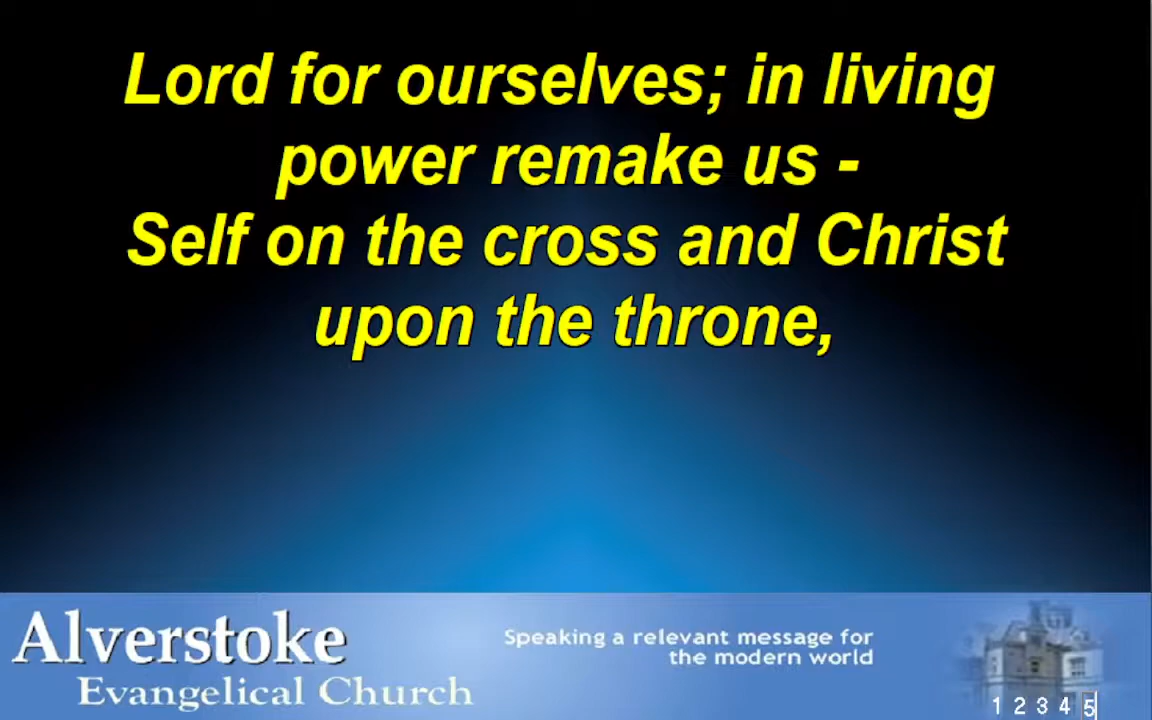 Lord for ourselves; in living
power remake us -
Self on the cross and Christ
upon the throne,
Alverstoke
Evangelical Church
Speaking a relevant message for
the modern world
1 2 3 4 5